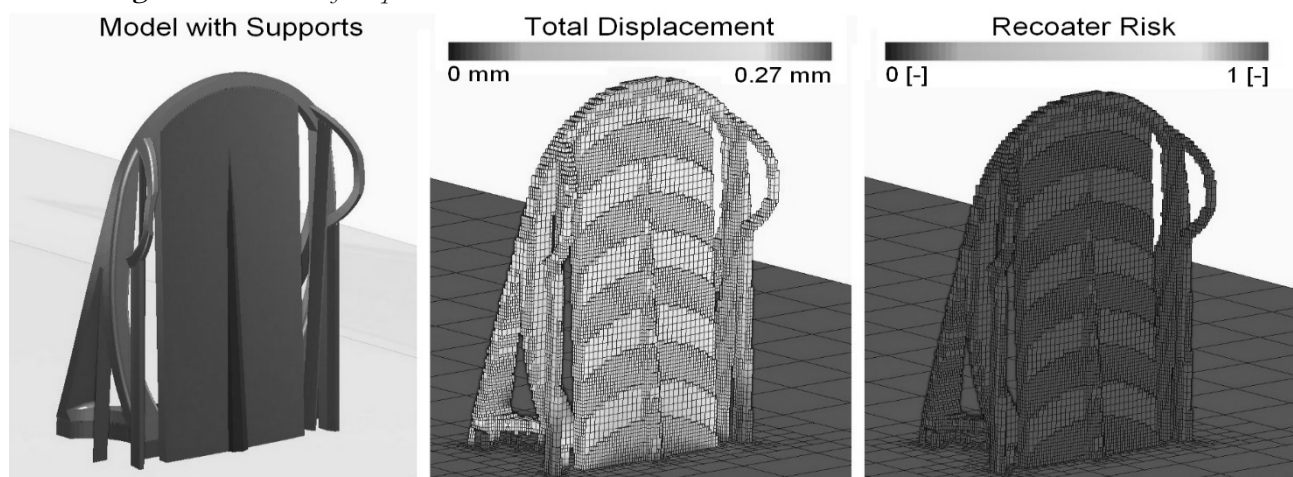 Model with Supports
Total Displacement
0 mm 0.27 mm
Recoater Risk
0 [-] 1 [-]